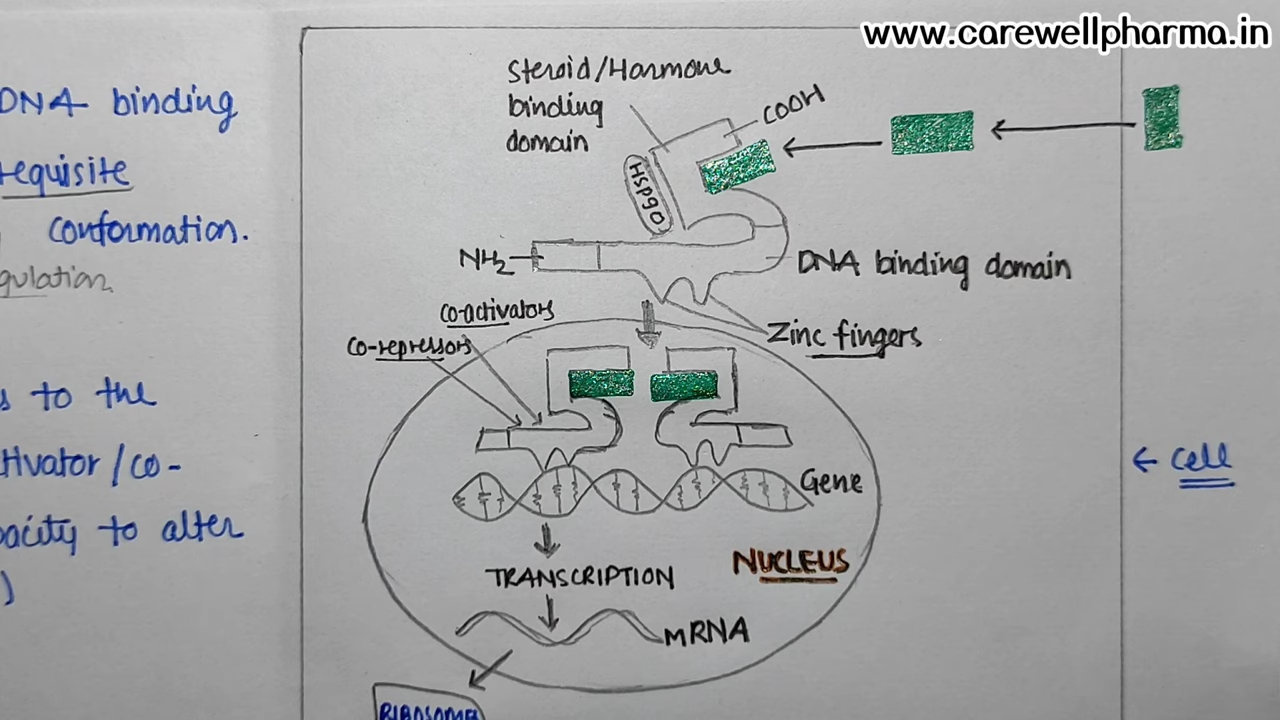 www.carewellpharma.in
DNA binding
requisite
conformation.
gulation.
s to the
tivator/co-
pacity to alter
)
Steroid/Harmone
binding
domain
COOH
HSP90
NH₂
DNA binding domain
Zinc fingers
co-activators
co-repressors
Gene
TRANSCRIPTION
NUCLEUS
mRNA
RIBOSOME
← cell